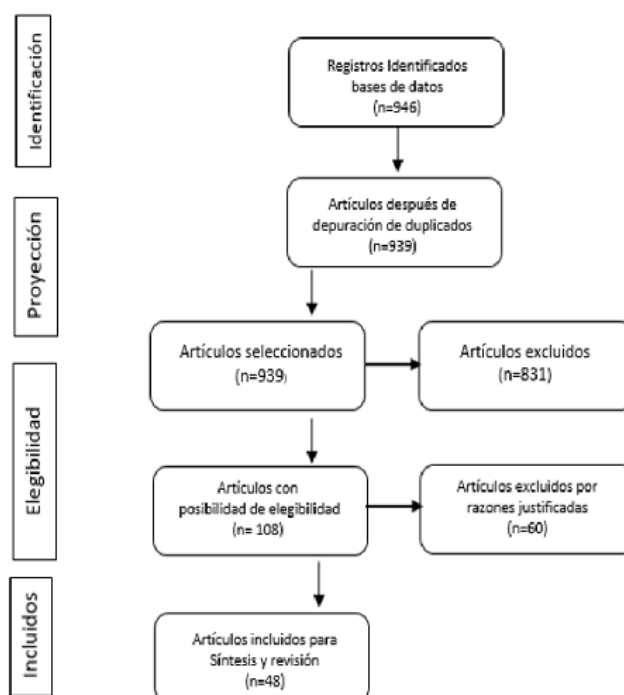 Identificación
Registros Identificados
bases de datos
(n=946)
Proyección
Artículos después de
depuración de duplicados
(n=939)
Artículos seleccionados
(n=939)
Artículos excluidos
(n=831)
Elegibilidad
Artículos con
posibilidad de elegibilidad
(n= 108)
Artículos excluidos por
razones justificadas
(n=60)
Incluidos
Artículos incluidos para
Síntesis y revisión
(n=48)